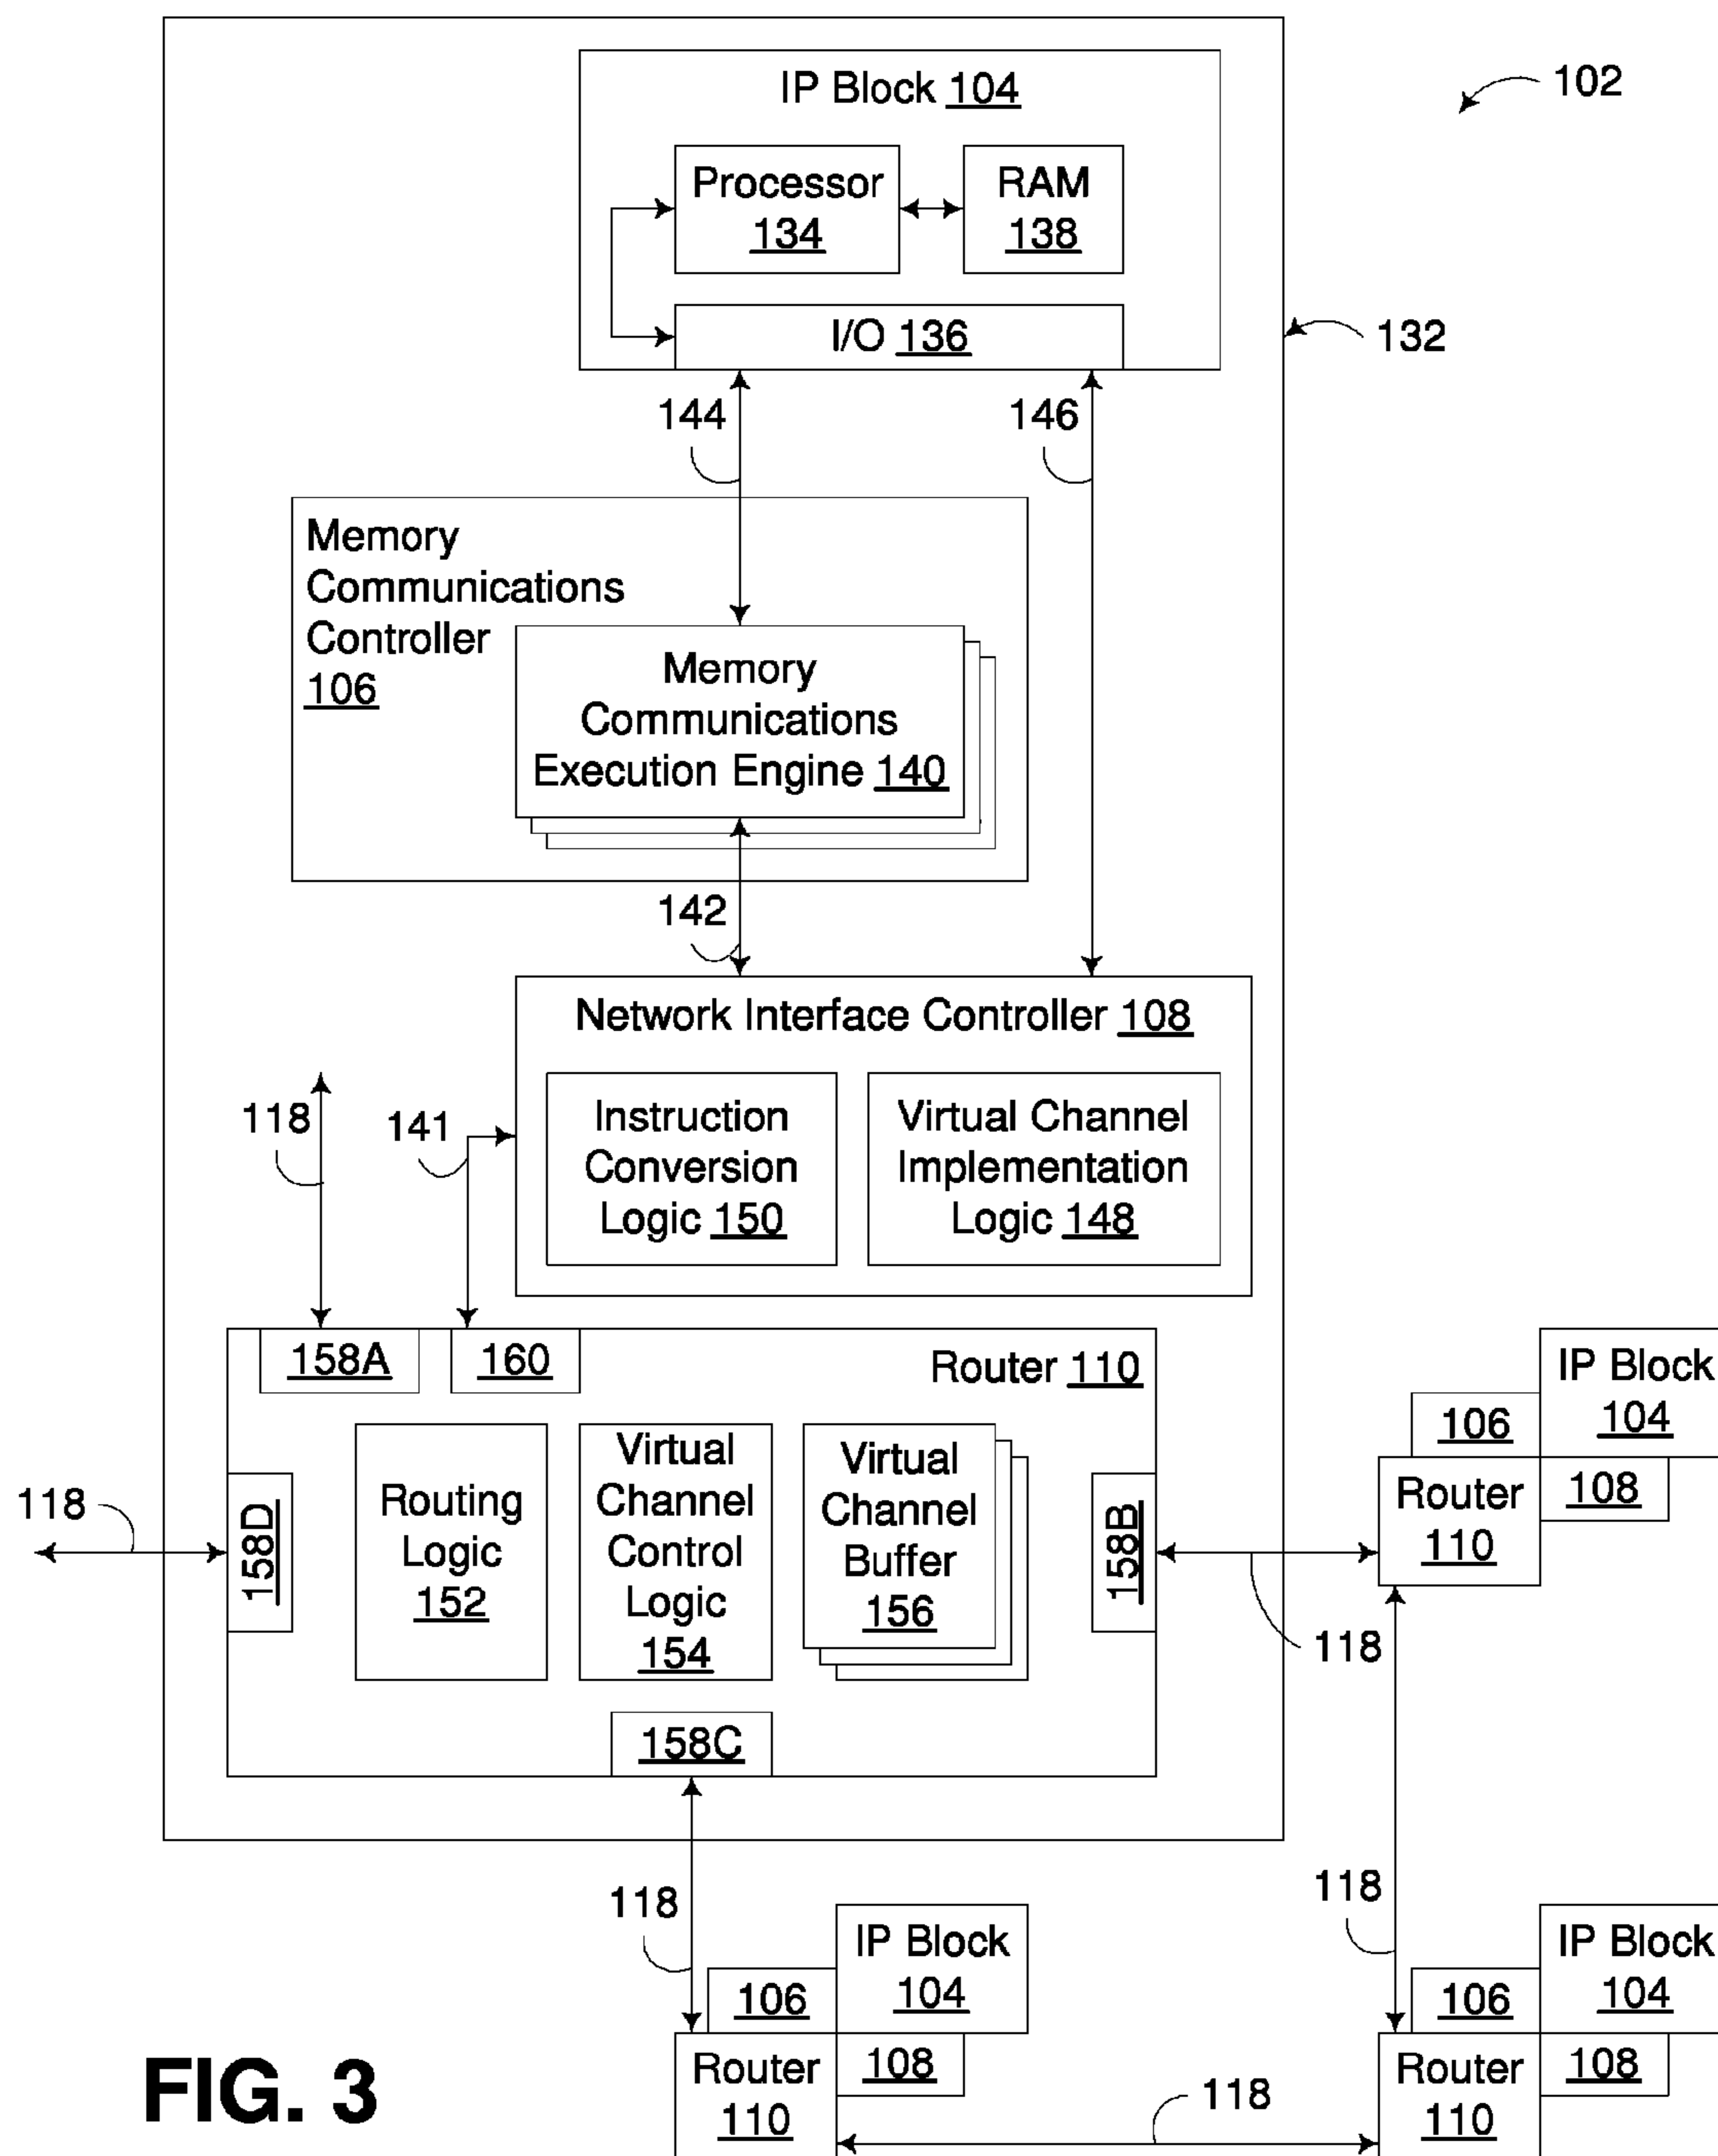 IP Block 104
102
Processor
134
RAM
138
I/O 136
132
144
146
Memory
Communications
Controller
106
Memory
Communications
Execution Engine 140
142
Network Interface Controller 108
118
141
Instruction
Conversion
Logic 150
Virtual Channel
Implementation
Logic 148
158A
160
Router 110
118
158D
Routing
Logic
152
Virtual
Channel
Control
Logic
154
Virtual
Channel
Buffer
156
158B
158C
118
IP Block
104
106
Router
110
108
118
118
IP Block
104
106
Router
110
108
118
IP Block
104
106
Router
110
108
118
FIG. 3